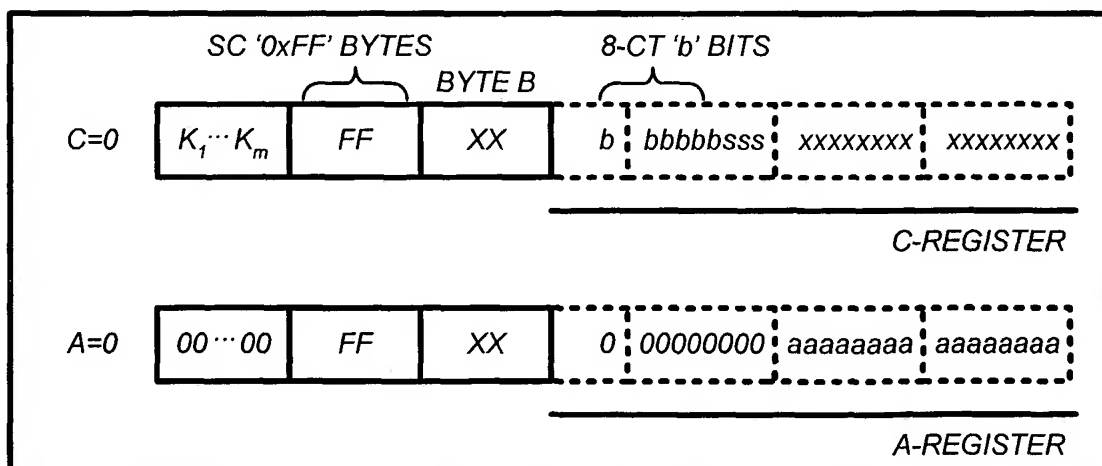 SC '0xFF' BYTES 8-CT 'b' BITS
BYTE B
C=0 K1 ··· Km FF XX b bbbbbsss xxxxxxxx xxxxxxxx
C-REGISTER
A=0 00 ··· 00 FF XX 0 00000000 aaaaaaaa aaaaaaaa
A-REGISTER